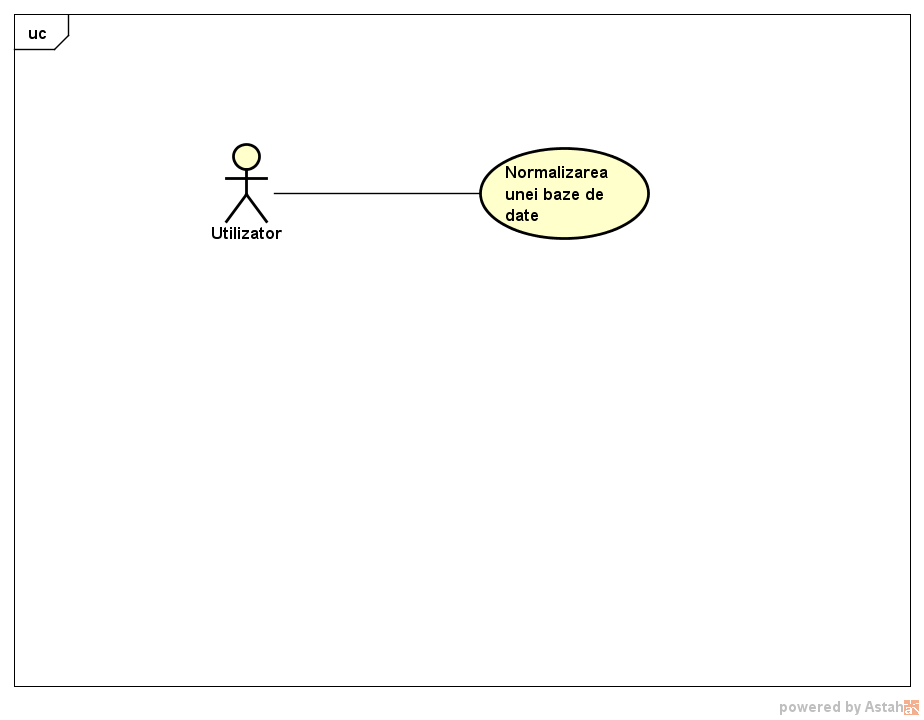 uc
Normalizarea
unei baze de
date
Utilizator
powered by Astah